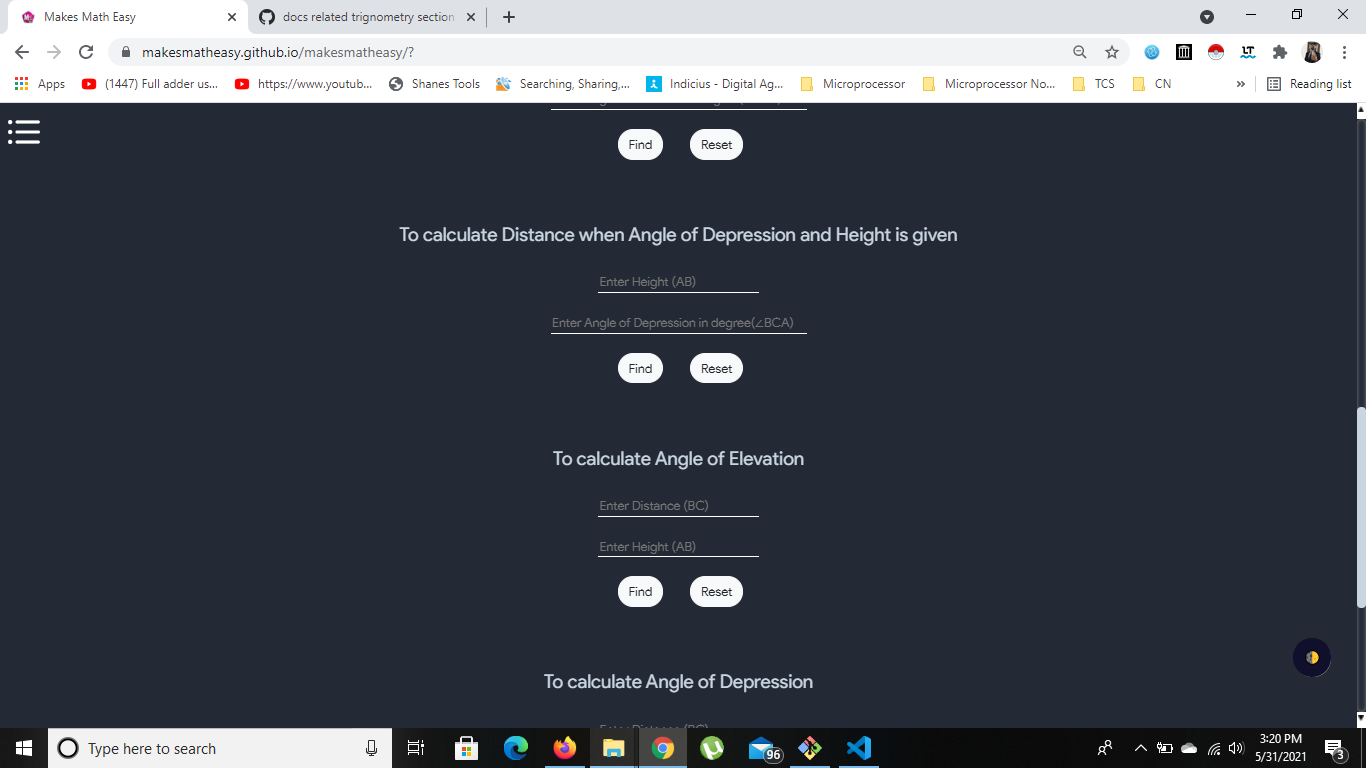 Makes Math Easy
docs related trignometry section
makesmatheasy.github.io/makesmatheasy/?
Apps
(1447) Full adder us...
https://www.youtub...
Shanes Tools
Searching, Sharing,...
Indicius - Digital Ag...
Microprocessor
Microprocessor No...
TCS
CN
»
Reading list
Find Reset
To calculate Distance when Angle of Depression and Height is given
Enter Height (AB)
Enter Angle of Depression in degree(∠BCA)
Find Reset
To calculate Angle of Elevation
Enter Distance (BC)
Enter Height (AB)
Find Reset
To calculate Angle of Depression
Enter Distance (BC)
Type here to search
96
3:20 PM
5/31/2021
3